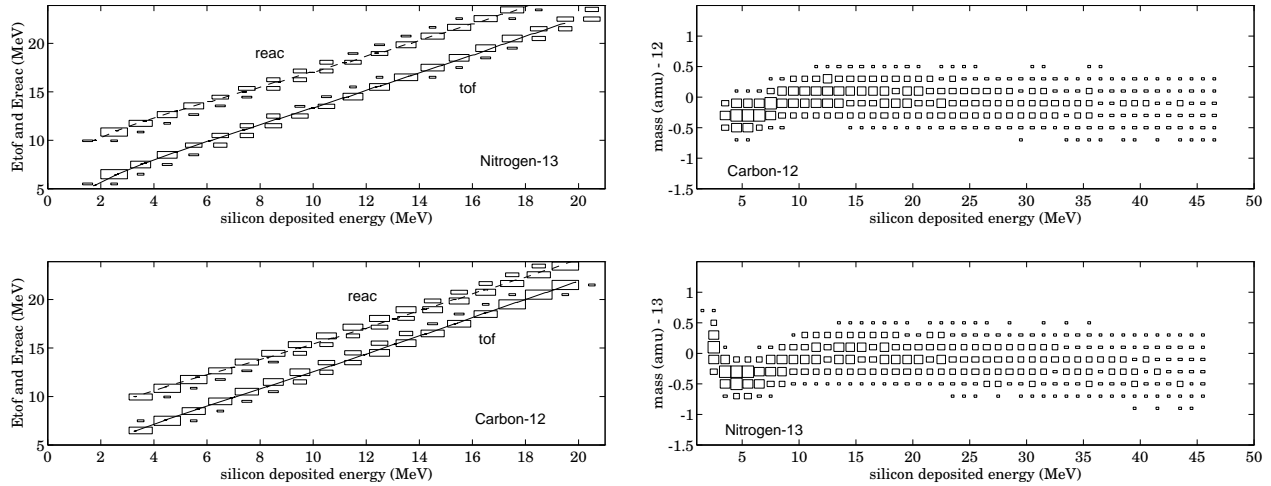 Etof and Ereac (MeV)
20
15
10
5
reac
tof
Nitrogen-13
0 2 4 6 8 10 12 14 16 18 20
silicon deposited energy (MeV)
mass (amu) - 12
1
0.5
0
-0.5
-1
-1.5
Carbon-12
5 10 15 20 25 30 35 40 45 50
silicon deposited energy (MeV)
Etof and Ereac (MeV)
20
15
10
5
reac
tof
Carbon-12
0 2 4 6 8 10 12 14 16 18 20
silicon deposited energy (MeV)
mass (amu) - 13
1
0.5
0
-0.5
-1
-1.5
Nitrogen-13
5 10 15 20 25 30 35 40 45 50
silicon deposited energy (MeV)